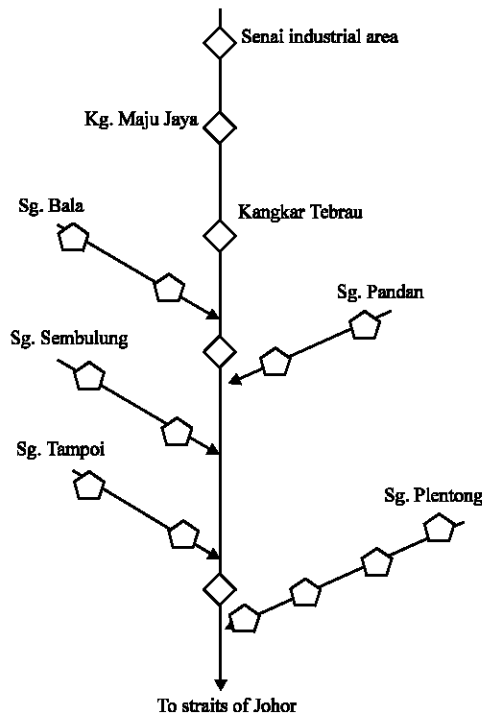 Senai industrial area
Kg. Maju Jaya
Kangkar Tebrau
Sg. Bala
Sg. Pandan
Sg. Sembulung
Sg. Tampoi
Sg. Plentong
To straits of Johor